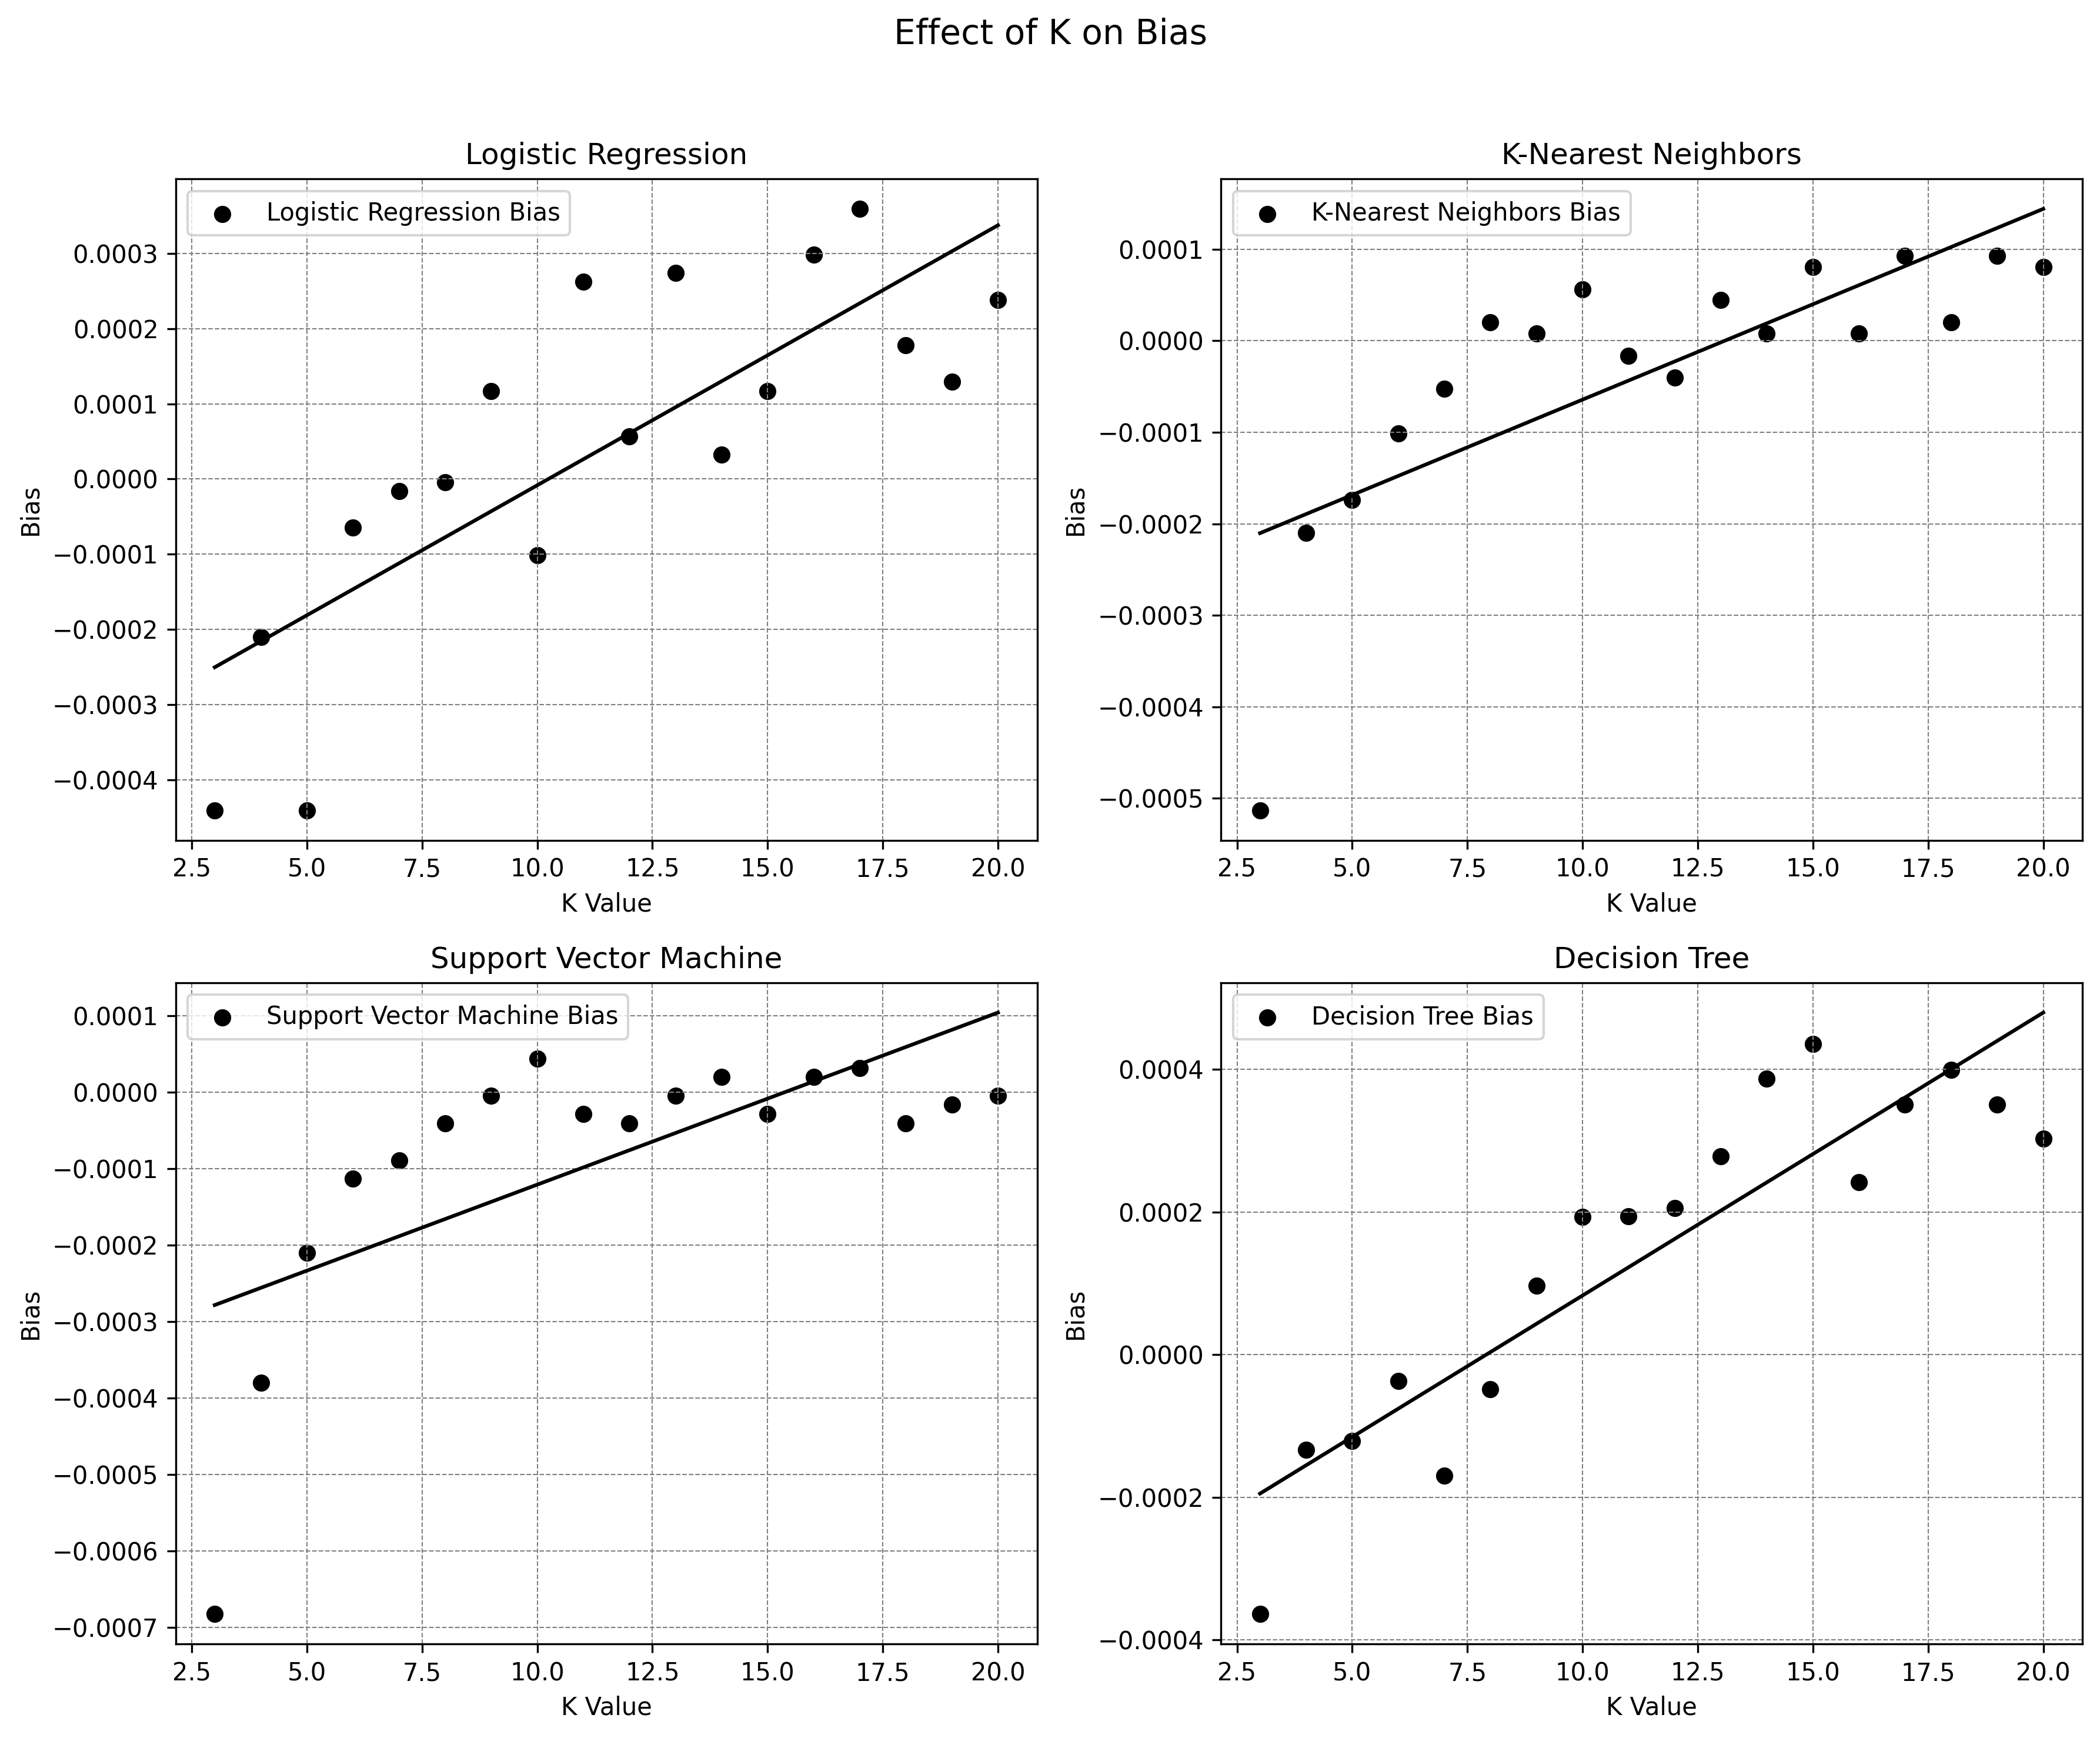 Effect of K on Bias
Logistic Regression
Logistic Regression Bias
0.0003
0.0002
0.0001
0.0000
−0.0001
−0.0002
−0.0003
−0.0004
Bias
2.5 5.0 7.5 10.0 12.5 15.0 17.5 20.0
K Value
K-Nearest Neighbors
K-Nearest Neighbors Bias
0.0001
0.0000
−0.0001
−0.0002
−0.0003
−0.0004
−0.0005
Bias
2.5 5.0 7.5 10.0 12.5 15.0 17.5 20.0
K Value
Support Vector Machine
Support Vector Machine Bias
0.0001
0.0000
−0.0001
−0.0002
−0.0003
−0.0004
−0.0005
−0.0006
−0.0007
Bias
2.5 5.0 7.5 10.0 12.5 15.0 17.5 20.0
K Value
Decision Tree
Decision Tree Bias
0.0004
0.0002
0.0000
−0.0002
−0.0004
Bias
2.5 5.0 7.5 10.0 12.5 15.0 17.5 20.0
K Value